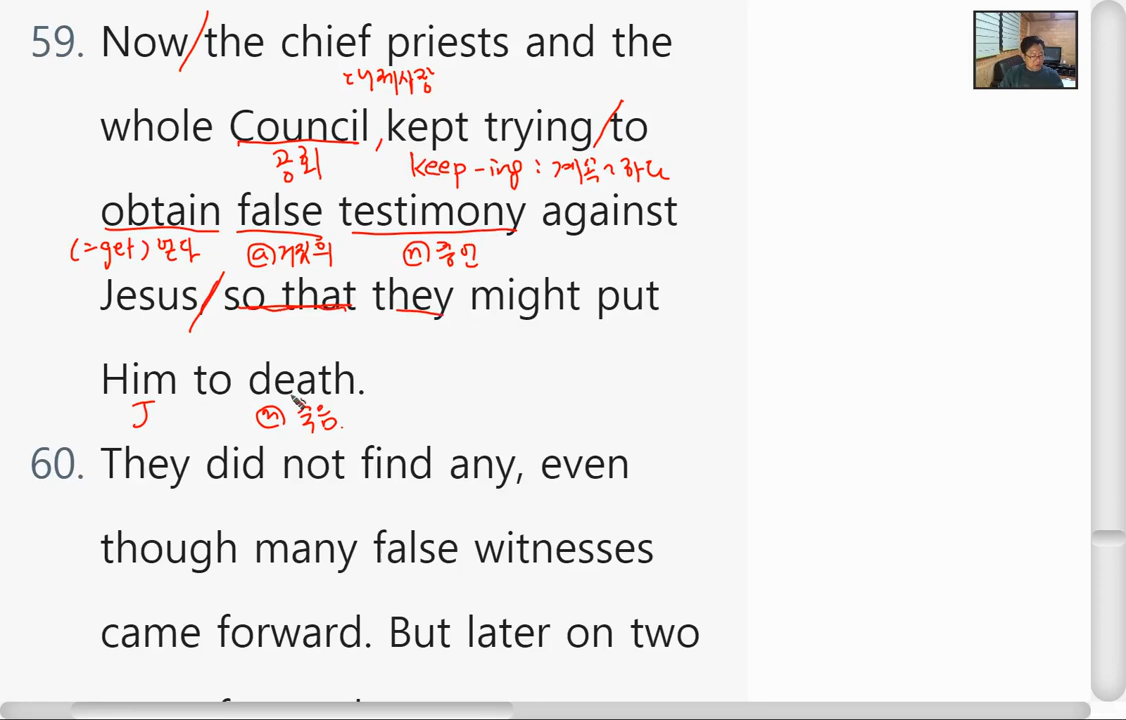 59. Now/the chief priests and the
대제사장
whole Council,kept trying/to
공회 keep -ing : 계속~하다
obtain false testimony against
(=get) 얻다 ⓐ거짓의 ⓝ증언
Jesus/so that they might put
Him to death.
J ⓝ죽음.
60. They did not find any, even
though many false witnesses
came forward. But later on two